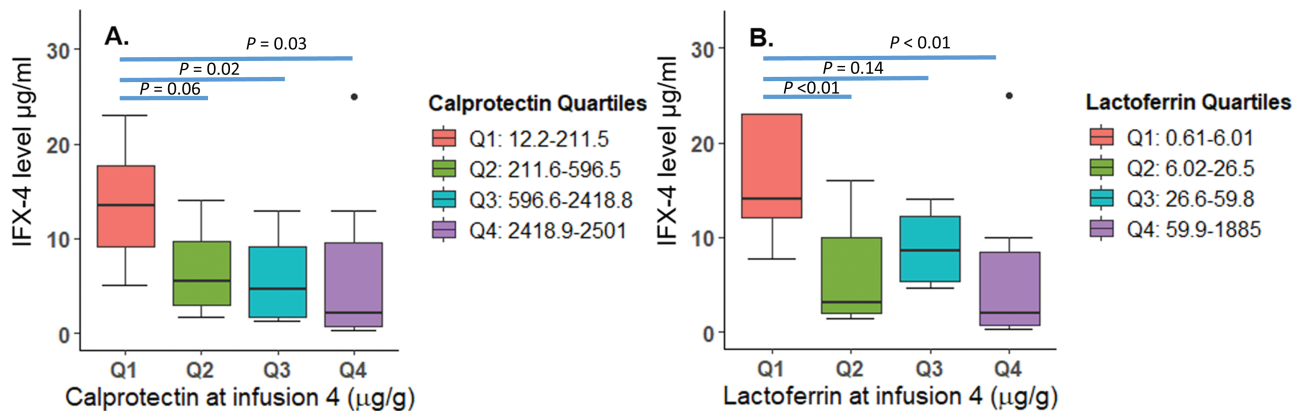 A.
IFX-4 level µg/ml
30
20
10
0
P = 0.03
P = 0.02
P = 0.06
Q1 Q2 Q3 Q4
Calprotectin at infusion 4 (µg/g)
Calprotectin Quartiles
Q1: 12.2-211.5
Q2: 211.6-596.5
Q3: 596.6-2418.8
Q4: 2418.9-2501
B.
IFX-4 level µg/ml
30
20
10
0
P < 0.01
P = 0.14
P <0.01
Q1 Q2 Q3 Q4
Lactoferrin at infusion 4 (µg/g)
Lactoferrin Quartiles
Q1: 0.61-6.01
Q2: 6.02-26.5
Q3: 26.6-59.8
Q4: 59.9-1885